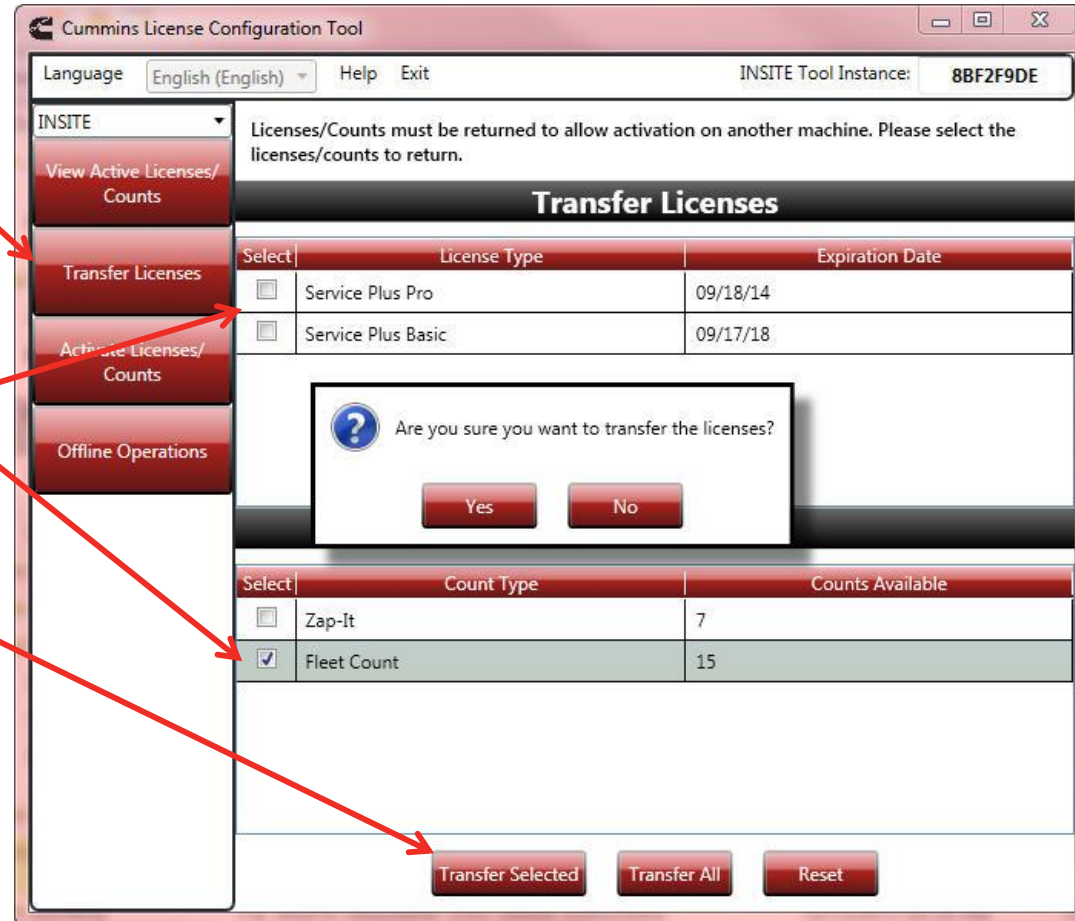 Cummins License Configuration Tool
Language English (English) Help Exit INSITE Tool Instance: 8BF2F9DE
INSITE
View Active Licenses/
Counts
Transfer Licenses
Activate Licenses/
Counts
Offline Operations
Licenses/Counts must be returned to allow activation on another machine. Please select the
licenses/counts to return.
Transfer Licenses
Select License Type Expiration Date
Service Plus Pro 09/18/14
Service Plus Basic 09/17/18
Are you sure you want to transfer the licenses?
Yes No
Select Count Type Counts Available
Zap-It 7
Fleet Count 15
Transfer Selected Transfer All Reset